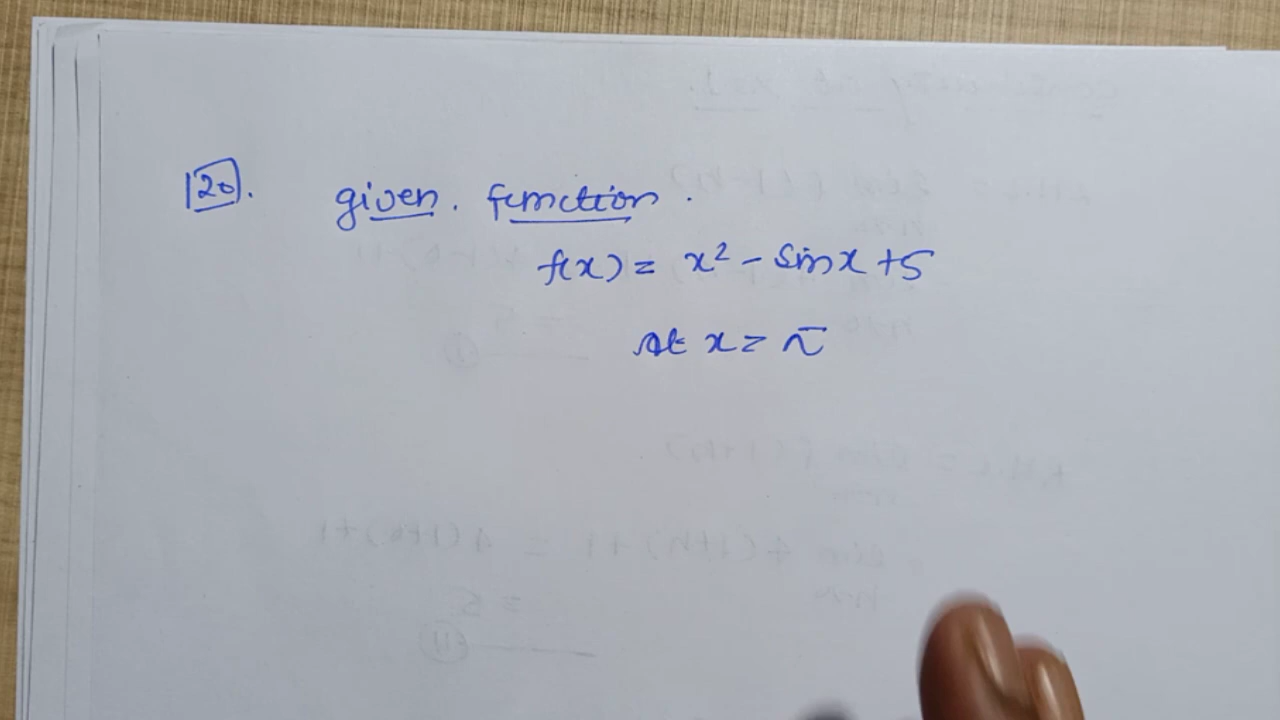 20. given. function.
f(x) = x² - sinx +5
At x = π